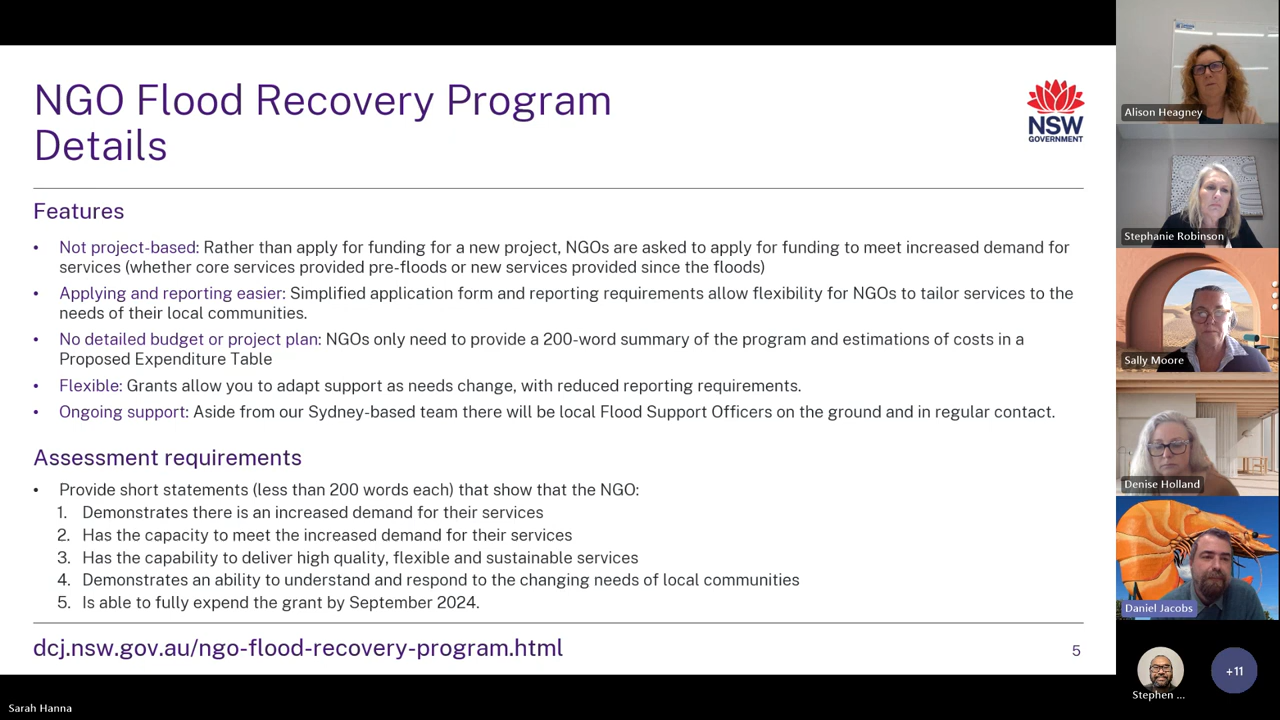 NGO Flood Recovery Program
Details
NSW
GOVERNMENT
Features
• Not project-based: Rather than apply for funding for a new project, NGOs are asked to apply for funding to meet increased demand for
services (whether core services provided pre-floods or new services provided since the floods)
• Applying and reporting easier: Simplified application form and reporting requirements allow flexibility for NGOs to tailor services to the
needs of their local communities.
• No detailed budget or project plan: NGOs only need to provide a 200-word summary of the program and estimations of costs in a
Proposed Expenditure Table
• Flexible: Grants allow you to adapt support as needs change, with reduced reporting requirements.
• Ongoing support: Aside from our Sydney-based team there will be local Flood Support Officers on the ground and in regular contact.
Assessment requirements
• Provide short statements (less than 200 words each) that show that the NGO:
1. Demonstrates there is an increased demand for their services
2. Has the capacity to meet the increased demand for their services
3. Has the capability to deliver high quality, flexible and sustainable services
4. Demonstrates an ability to understand and respond to the changing needs of local communities
5. Is able to fully expend the grant by September 2024.
dcj.nsw.gov.au/ngo-flood-recovery-program.html
5
Sarah Hanna
Alison Heagney
Stephanie Robinson
Sally Moore
Denise Holland
Daniel Jacobs
Stephen ...
+11